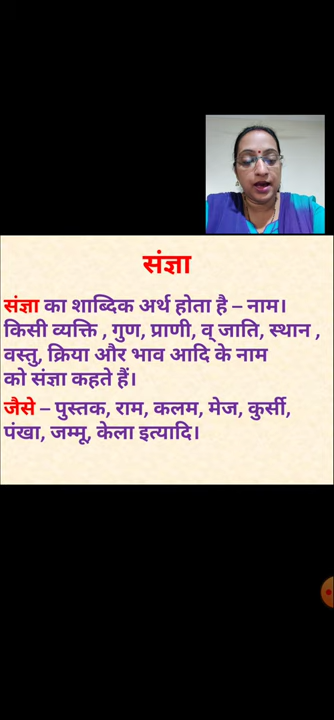 संज्ञा
संज्ञा का शाब्दिक अर्थ होता है – नाम।
किसी व्यक्ति , गुण, प्राणी, व् जाति, स्थान ,
वस्तु, क्रिया और भाव आदि के नाम
को संज्ञा कहते हैं।
जैसे – पुस्तक, राम, कलम, मेज, कुर्सी,
पंखा, जम्मू, केला इत्यादि।